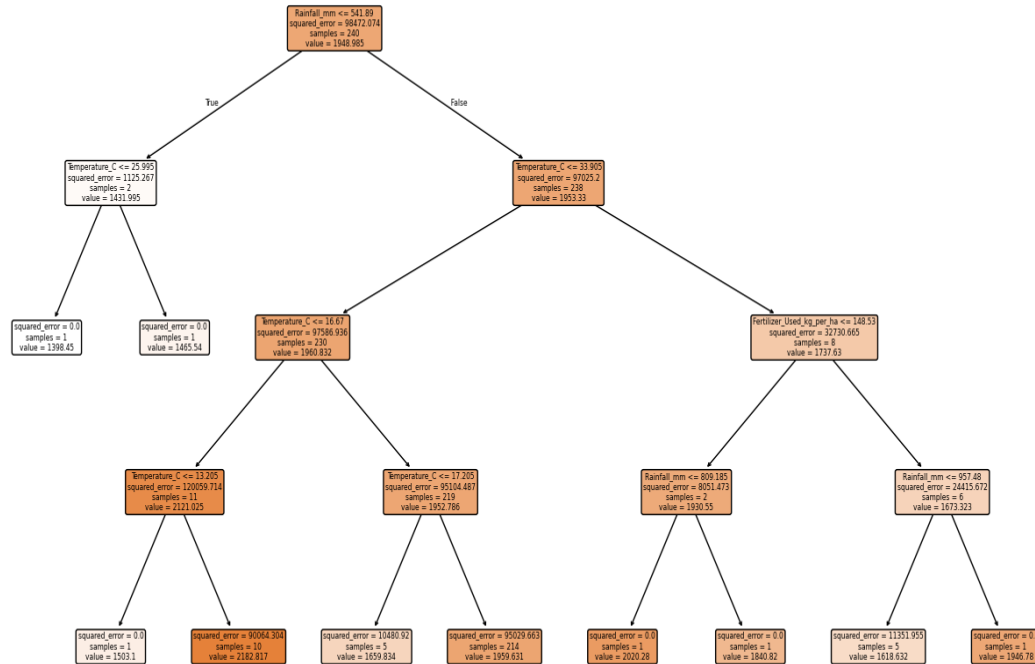 Rainfall_mm <= 541.89
squared_error = 98472.074
samples = 240
value = 1948.985
True
False
Temperature_C <= 25.995
squared_error = 1125.267
samples = 2
value = 1431.995
Temperature_C <= 33.905
squared_error = 97025.2
samples = 238
value = 1953.33
squared_error = 0.0
samples = 1
value = 1398.45
squared_error = 0.0
samples = 1
value = 1465.54
Temperature_C <= 16.67
squared_error = 97586.936
samples = 230
value = 1960.832
Fertilizer_Used_kg_per_ha <= 148.53
squared_error = 32730.665
samples = 8
value = 1737.63
Temperature_C <= 13.205
squared_error = 120059.714
samples = 11
value = 2121.025
Temperature_C <= 17.205
squared_error = 95104.487
samples = 219
value = 1952.786
Rainfall_mm <= 809.185
squared_error = 8051.473
samples = 2
value = 1930.55
Rainfall_mm <= 957.48
squared_error = 24415.672
samples = 6
value = 1673.323
squared_error = 0.0
samples = 1
value = 1503.1
squared_error = 90064.304
samples = 10
value = 2182.817
squared_error = 10480.92
samples = 5
value = 1659.834
squared_error = 95029.663
samples = 214
value = 1959.631
squared_error = 0.0
samples = 1
value = 2020.28
squared_error = 0.0
samples = 1
value = 1840.82
squared_error = 11351.955
samples = 5
value = 1618.632
squared_error = 0.
samples = 1
value = 1946.78